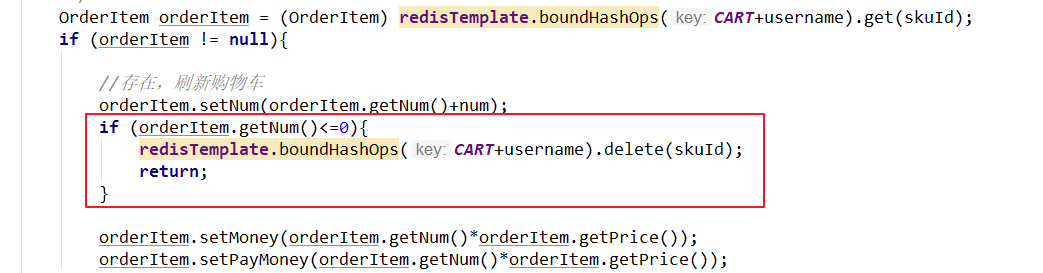 OrderItem orderItem = (OrderItem) redisTemplate.boundHashOps( key: CART+username).get(skuId);
if (orderItem != null){
//存在，刷新购物车
orderItem.setNum(orderItem.getNum()+num);
if (orderItem.getNum()<=0){
redisTemplate.boundHashOps( key: CART+username).delete(skuId);
return;
}
orderItem.setMoney(orderItem.getNum()*orderItem.getPrice());
orderItem.setPayMoney(orderItem.getNum()*orderItem.getPrice());